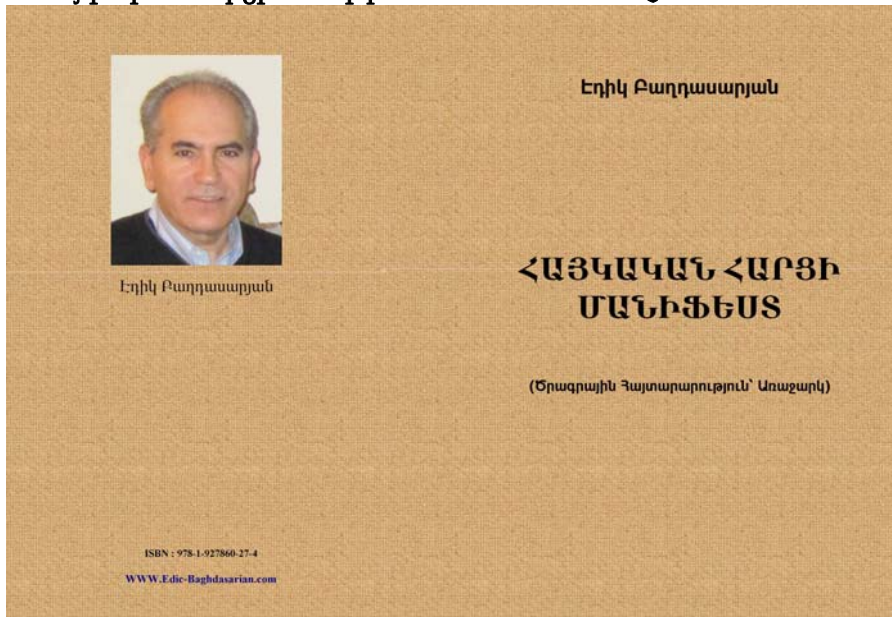 Էդիկ Բաղդասարյան
ISBN : 978-1-927860-27-4
WWW.Edic-Baghdasarian.com
Էդիկ Բաղդասարյան
ՀԱՅԿԱԿԱՆ ՀԱՐՑԻ
ՄԱՆԻՖԵՍՏ
(Ծրագրային Հայտարարություն՝ Առաջարկ)